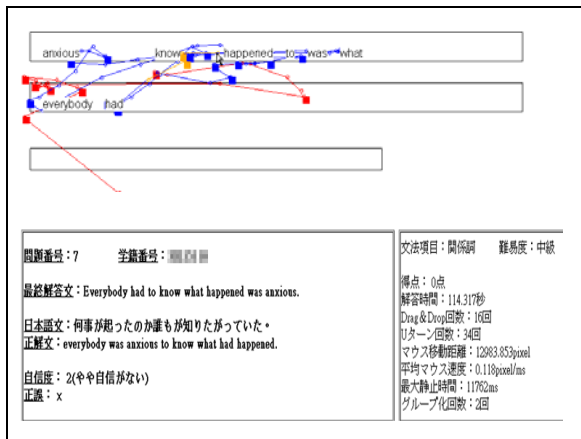 anxious know happened to was what
everybody had
問題番号：7 学籍番号：
最終解答文：Everybody had to know what happened was anxious.
日本語文：何事が起ったのか誰もが知りたがっていた。
正解文：everybody was anxious to know what had happened.
自信度： 2(やや自信がない)
正誤： x
文法項目：関係詞 難易度：中級
得点： 0点
解答時間：114.317秒
Drag＆Drop回数：16回
Uターン回数：34回
マウス移動距離：12983.853pixel
平均マウス速度：0.118pixel/ms
最大静止時間：11762ms
グループ化回数：2回